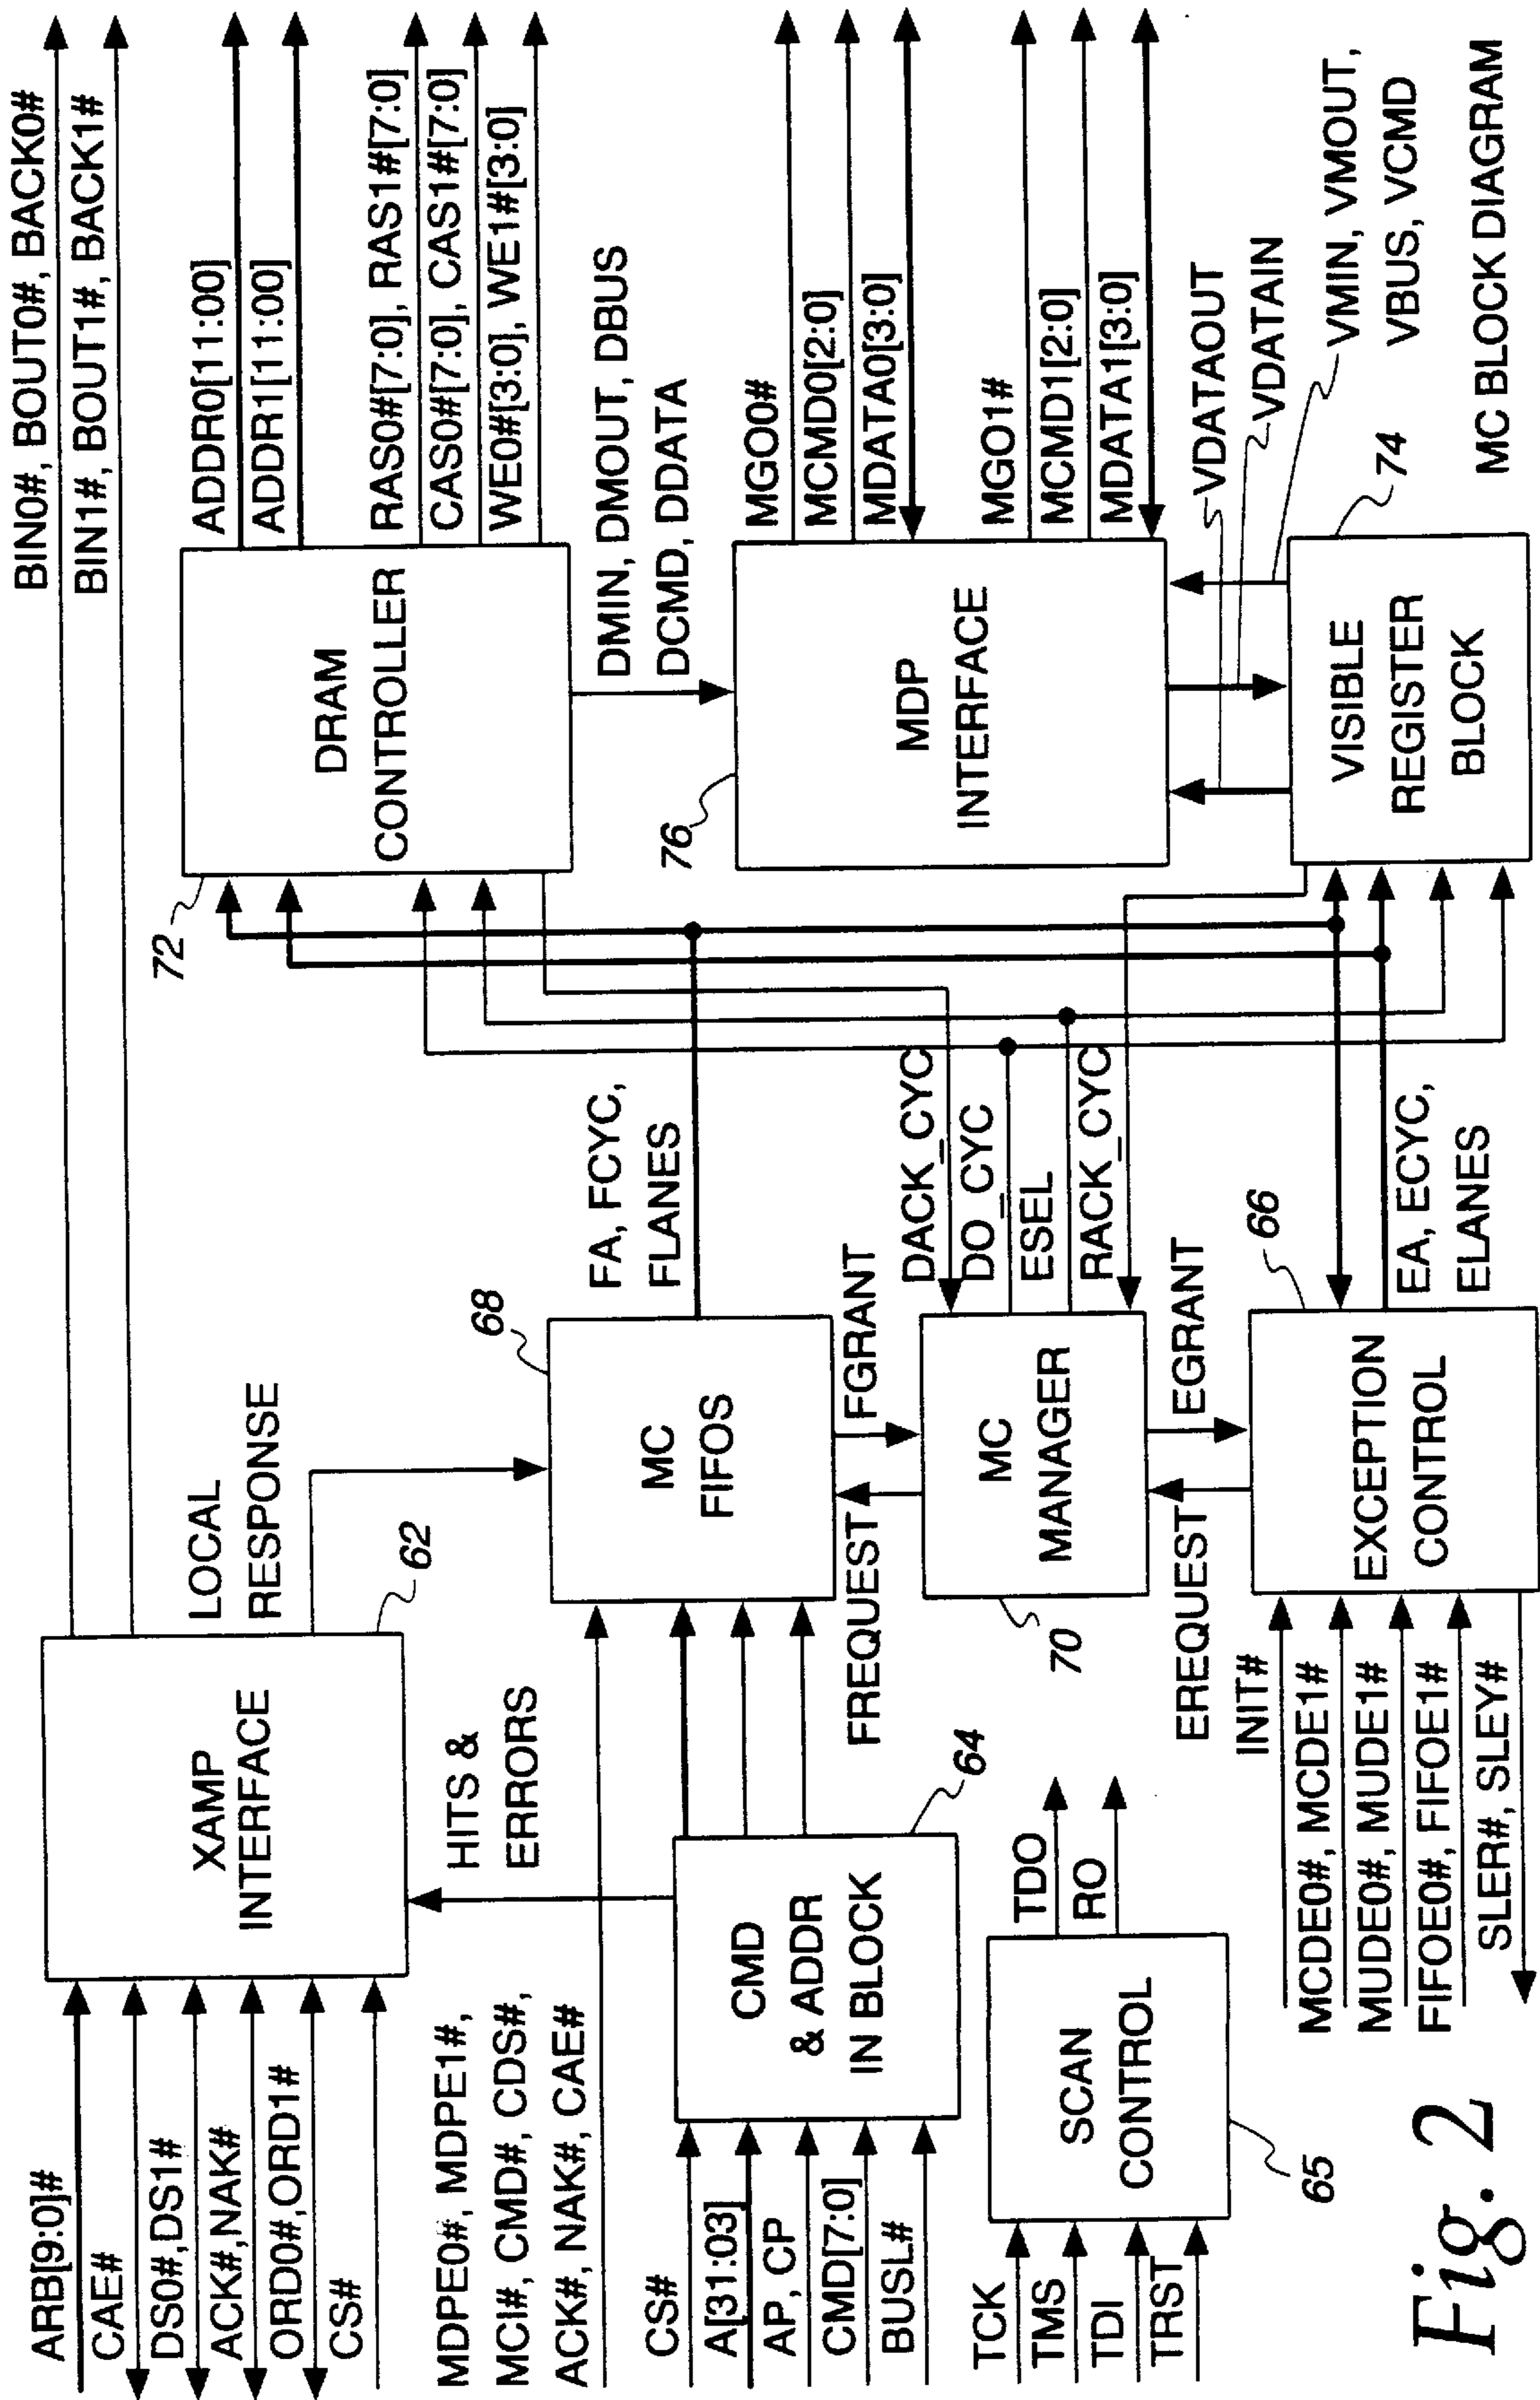 BIN0#, BOUT0#, BACK0#
BIN1#, BOUT1#, BACK1#
ARB[9:0]#
CAE#
DS0#,DS1#
ACK#,NAK#
ORD0#,ORD1#
CS#
XAMP
INTERFACE
62
LOCAL
RESPONSE
HITS &
ERRORS
MDPE0#, MDPE1#,
MCI#, CMD#, CDS#,
ACK#, NAK#, CAE#
CS#
A[31:03]
AP, CP
CMD[7:0]
BUSL#
CMD
& ADDR
IN BLOCK
64
TCK
TMS
TDI
TRST
SCAN
CONTROL
65
TDO
RO
68
MC
FIFOS
FA, FCYC,
FLANES
FREQUEST
FGRANT
MC
MANAGER
70
DACK_CYC
DO_CYC
ESEL
RACK_CYC
EREQUEST
EGRANT
INIT#
MCDE0#, MCDE1#
MUDE0#, MUDE1#
FIFOE0#, FIFOE1#
SLER#, SLEY#
EXCEPTION
CONTROL
66
EA, ECYC,
ELANES
72
DRAM
CONTROLLER
ADDR0[11:00]
ADDR1[11:00]
RAS0#[7:0], RAS1#[7:0]
CAS0#[7:0], CAS1#[7:0]
WE0#[3:0], WE1#[3:0]
DMIN, DMOUT, DBUS
DCMD, DDATA
76
MDP
INTERFACE
MGO0#
MCMD0[2:0]
MDATA0[3:0]
MGO1#
MCMD1[2:0]
MDATA1[3:0]
VDATAOUT
VDATAIN
VMIN, VMOUT,
VBUS, VCMD
VISIBLE
REGISTER
BLOCK
74
MC BLOCK DIAGRAM
Fig. 2